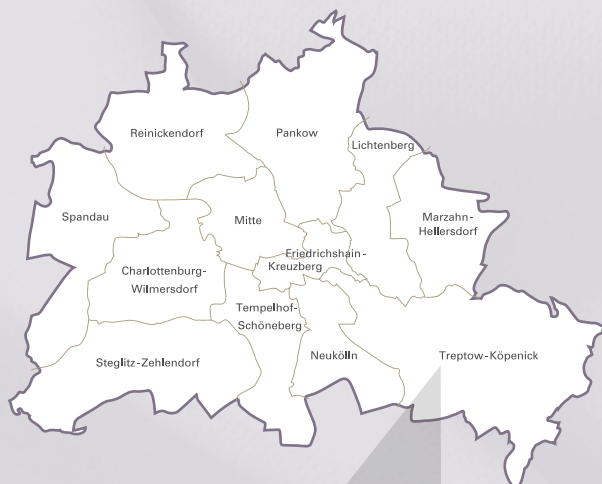 Reinickendorf
Pankow
Lichtenberg
Spandau
Mitte
Marzahn-
Hellersdorf
Friedrichshain-
Kreuzberg
Charlottenburg-
Wilmersdorf
Tempelhof-
Schöneberg
Steglitz-Zehlendorf
Neukölln
Treptow-Köpenick